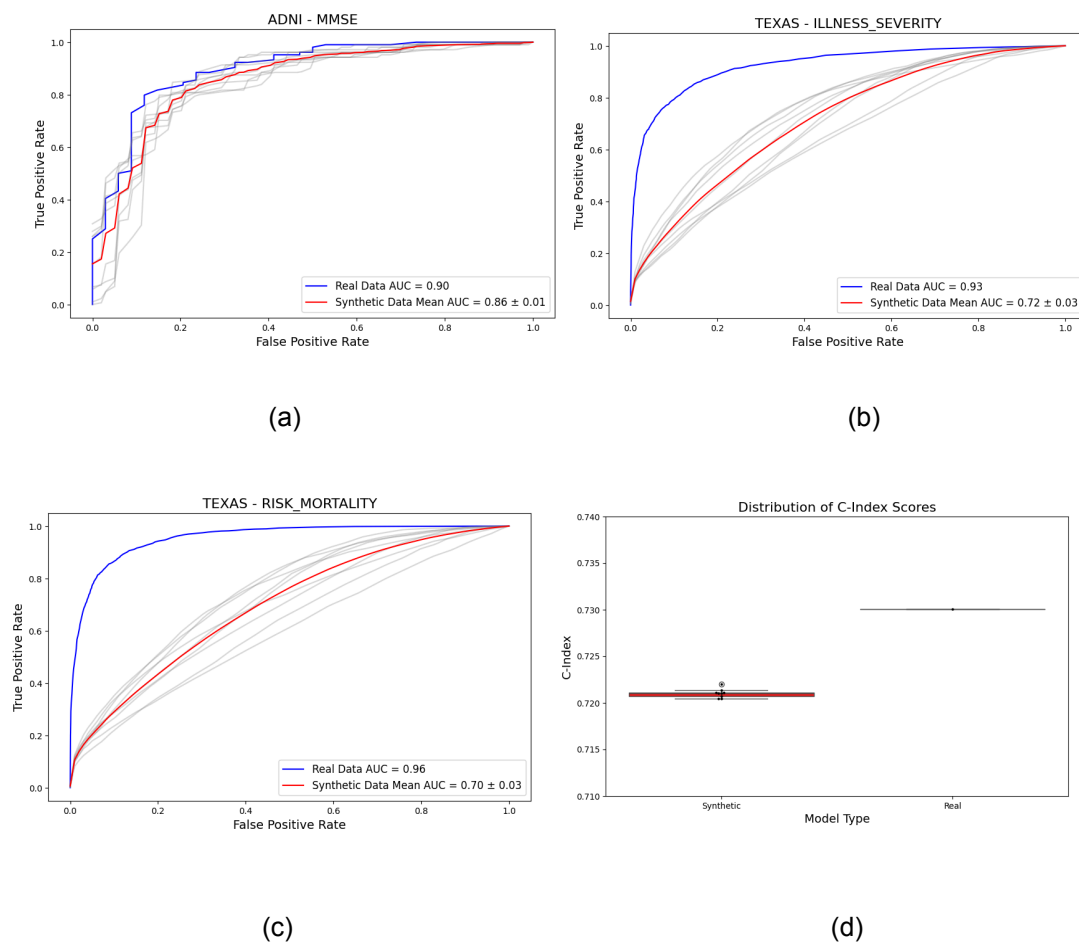 ADNI - MMSE
1.0
0.8
0.6
0.4
0.2
0.0
True Positive Rate
Real Data AUC = 0.90
Synthetic Data Mean AUC = 0.86 ± 0.01
0.0 0.2 0.4 0.6 0.8 1.0
False Positive Rate
(a)
TEXAS - ILLNESS_SEVERITY
1.0
0.8
0.6
0.4
0.2
0.0
True Positive Rate
Real Data AUC = 0.93
Synthetic Data Mean AUC = 0.72 ± 0.03
0.0 0.2 0.4 0.6 0.8 1.0
False Positive Rate
(b)
TEXAS - RISK_MORTALITY
1.0
0.8
0.6
0.4
0.2
0.0
True Positive Rate
Real Data AUC = 0.96
Synthetic Data Mean AUC = 0.70 ± 0.03
0.0 0.2 0.4 0.6 0.8 1.0
False Positive Rate
(c)
Distribution of C-Index Scores
0.740
0.735
0.730
0.725
0.720
0.715
0.710
C-Index
Synthetic Real
Model Type
(d)